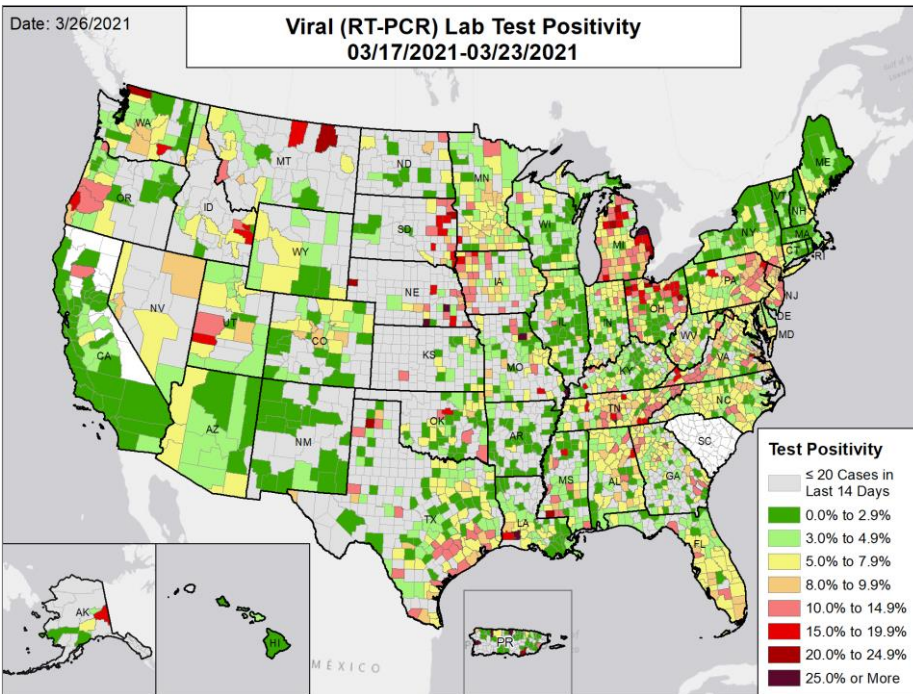 Date: 3/26/2021
Viral (RT-PCR) Lab Test Positivity
03/17/2021-03/23/2021
WA
MT
ND
MN
ME
OR
ID
SD
WI
MI
VT
NH
NY
MA
CT
RI
WY
IA
PA
NJ
NE
NV
UT
CO
IL
IN
OH
DE
MD
WV
VA
CA
KS
MO
KY
NC
TN
AZ
NM
OK
AR
SC
MS
AL
GA
TX
LA
FL
AK
HI
PR
MÉXICO
Test Positivity
≤ 20 Cases in
Last 14 Days
0.0% to 2.9%
3.0% to 4.9%
5.0% to 7.9%
8.0% to 9.9%
10.0% to 14.9%
15.0% to 19.9%
20.0% to 24.9%
25.0% or More